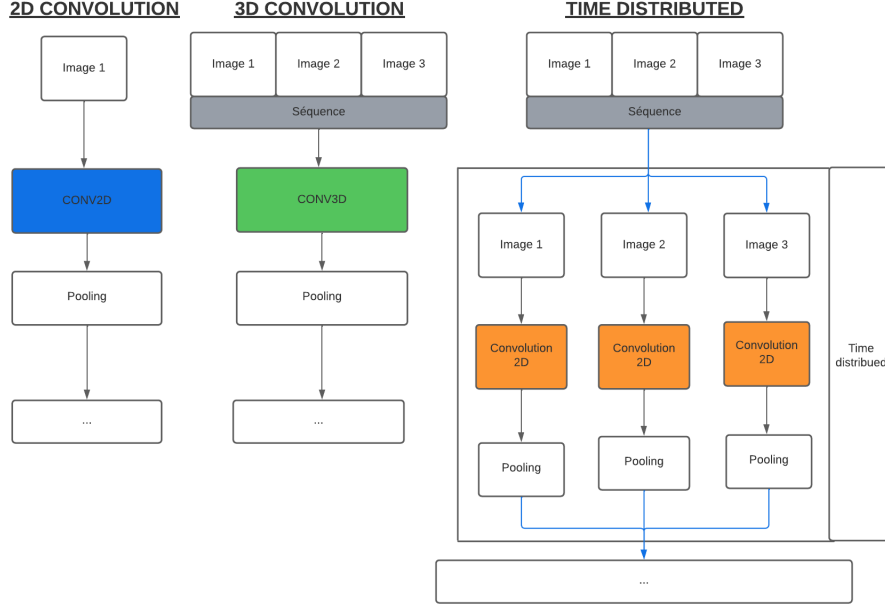 2D CONVOLUTION
Image 1
CONV2D
Pooling
...
3D CONVOLUTION
Image 1
Image 2
Image 3
Séquence
CONV3D
Pooling
...
TIME DISTRIBUTED
Image 1
Image 2
Image 3
Séquence
Image 1
Image 2
Image 3
Convolution
2D
Convolution
2D
Convolution
2D
Pooling
Pooling
Pooling
Time
distribued
...